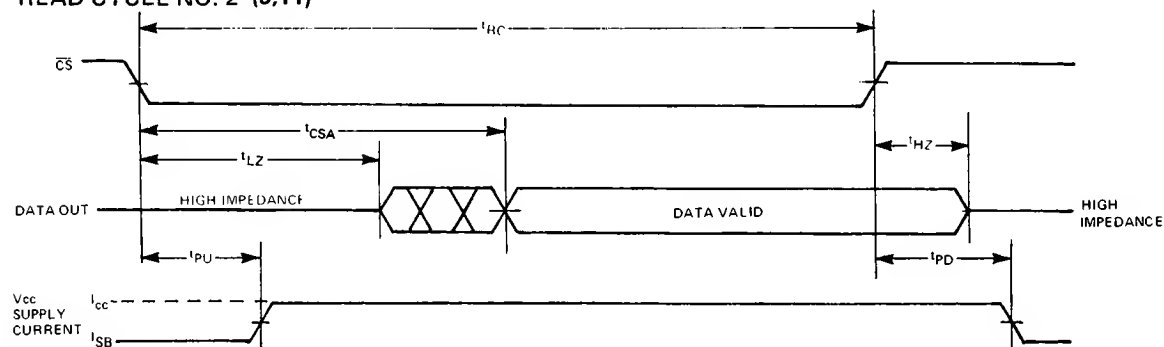 READ CYCLE NO. 2 (9,11)
tRC
CS
tCSA
tLZ
tHZ
DATA OUT
HIGH IMPEDANCE
DATA VALID
HIGH
IMPEDANCE
tPU
tPD
Vcc
SUPPLY
CURRENT
Icc
ISB